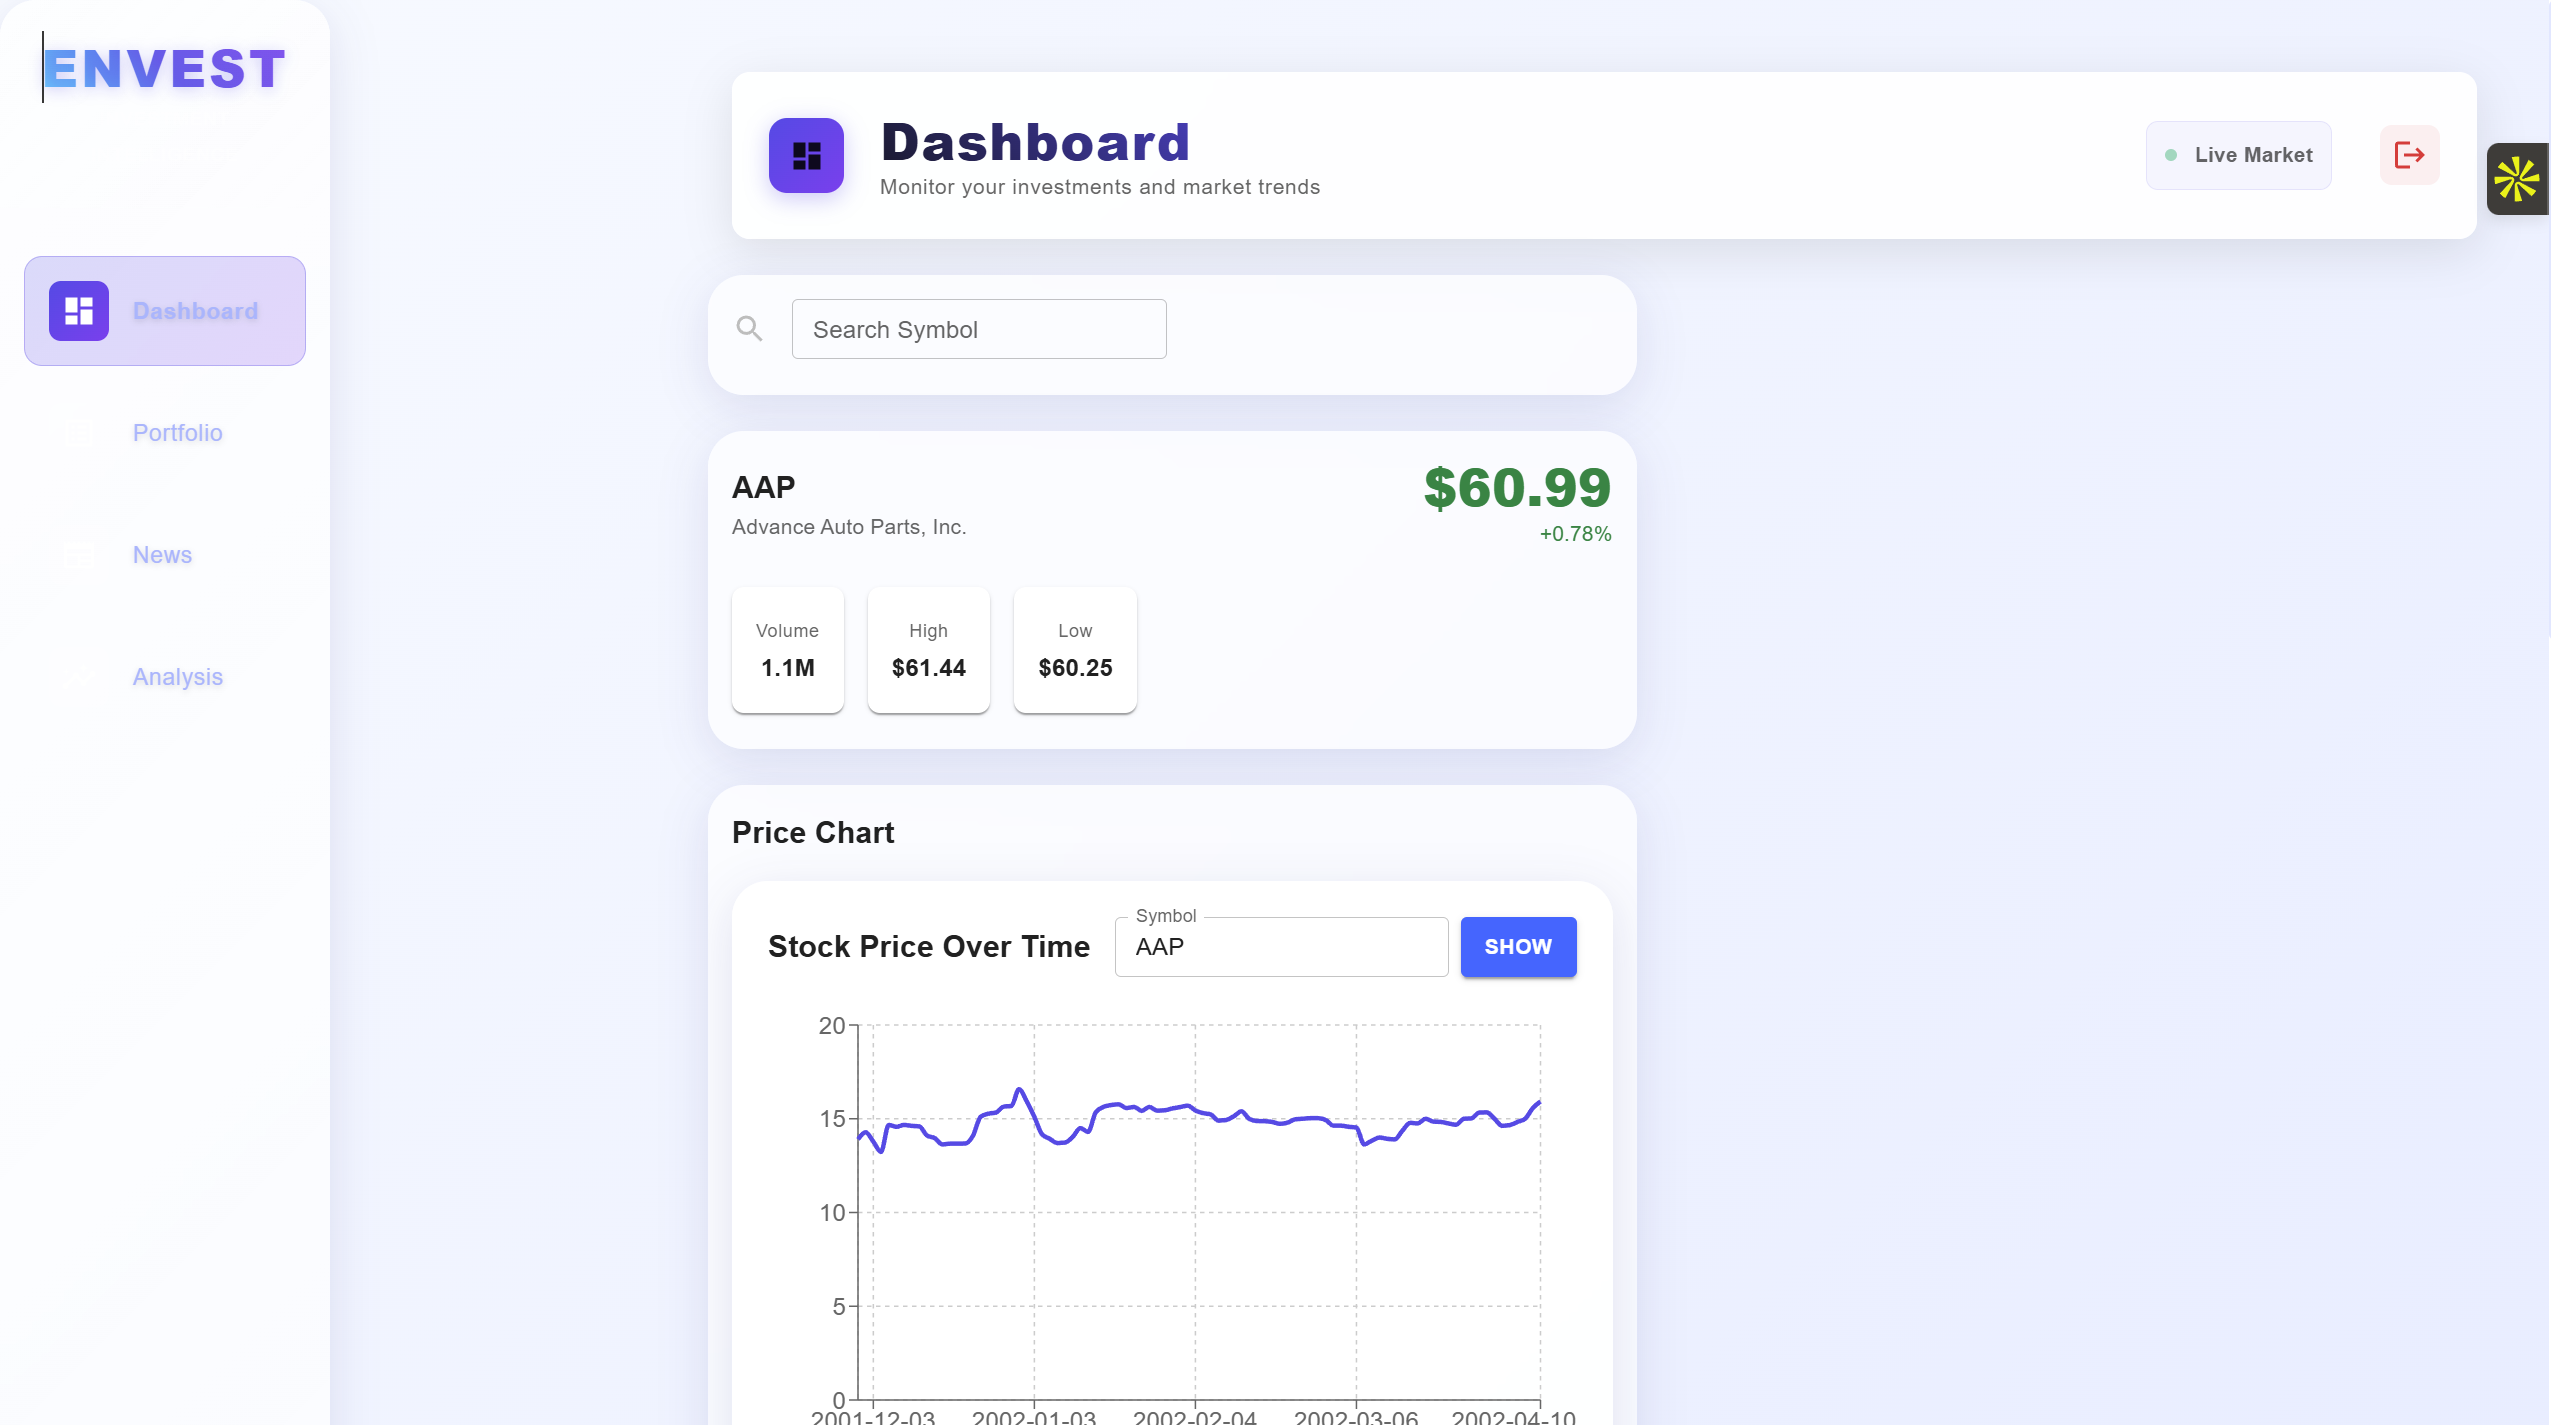 ENVEST
Dashboard
Portfolio
News
Analysis
Dashboard
Monitor your investments and market trends
Live Market
Search Symbol
AAP
Advance Auto Parts, Inc.
$60.99
+0.78%
Volume
1.1M
High
$61.44
Low
$60.25
Price Chart
Stock Price Over Time
Symbol
AAP
SHOW
20
15
10
5
0
2001-12-03 2002-01-03 2002-02-04 2002-03-06 2002-04-10